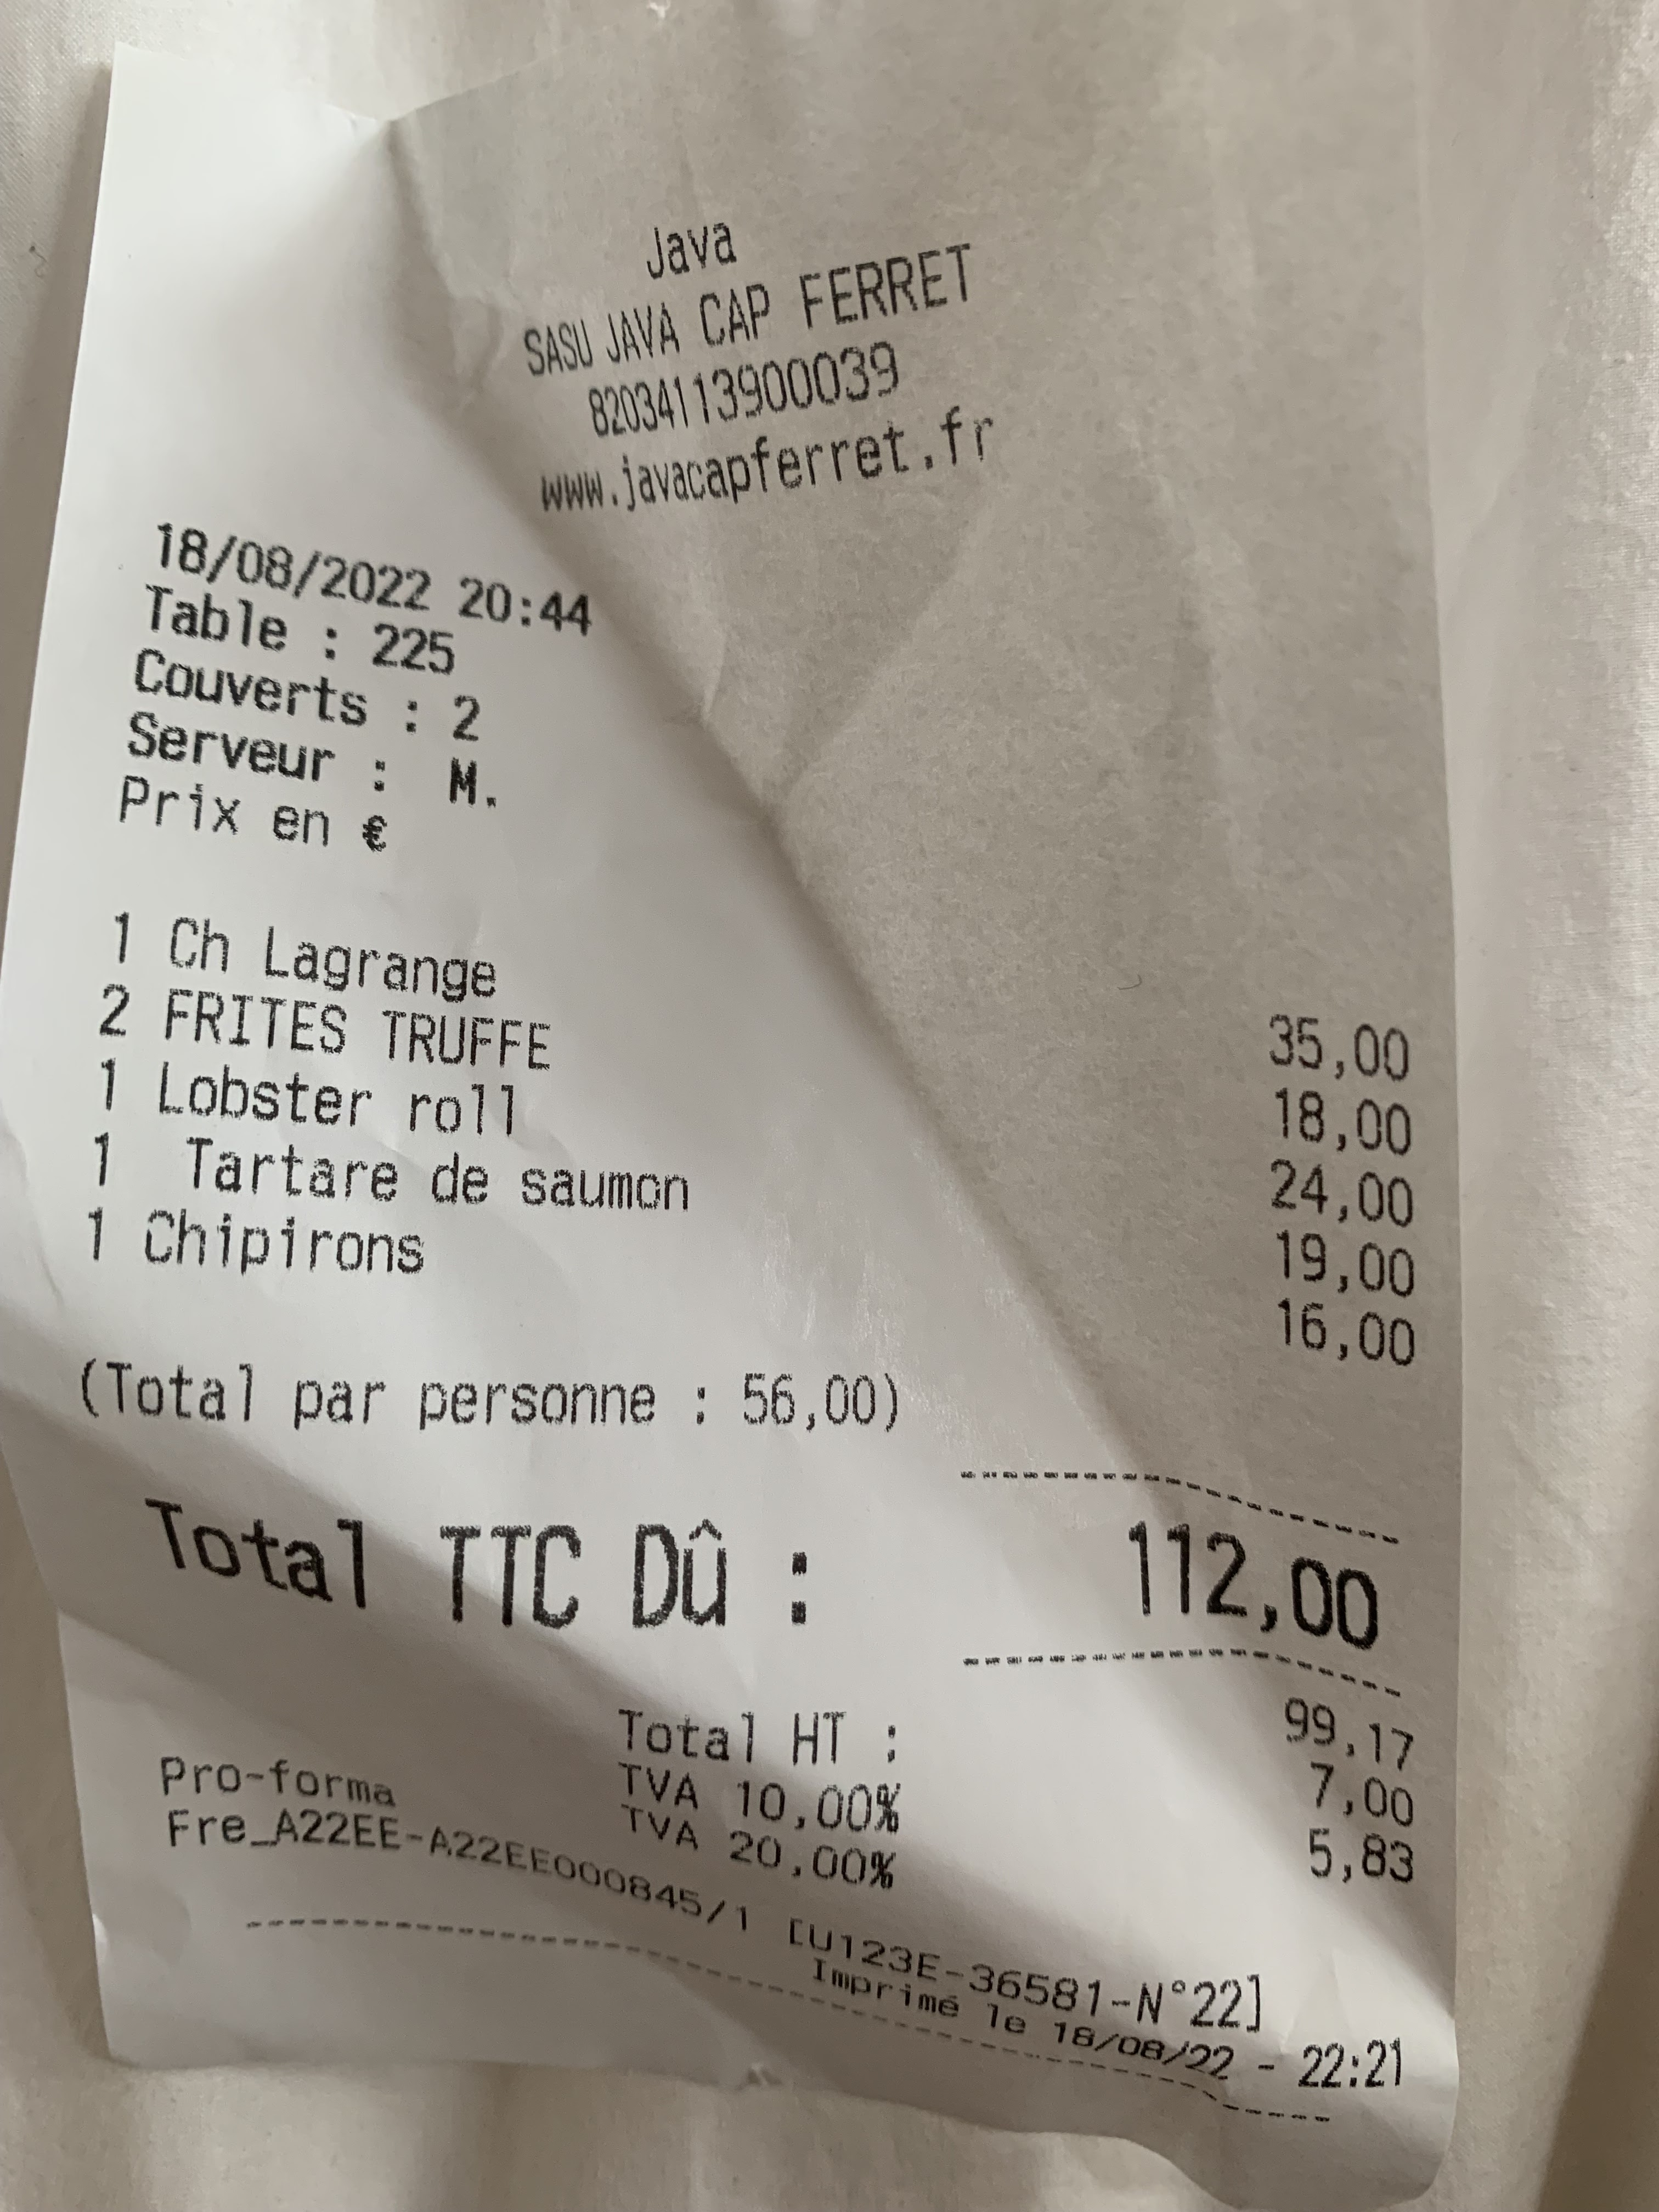 Java
SASU JAVA CAP FERRET
82034113900039
www.javacapferret.fr
18/08/2022 20:44
Table : 225
Couverts : 2
Serveur : M.
Prix en €
1 Ch Lagrange 35,00
2 FRITES TRUFFE 18,00
1 Lobster roll 24,00
1 Tartare de saumon 19,00
1 Chipirons 16,00
(Total par personne : 56,00)
Total TTC Dû : 112,00
Total HT : 99,17
TVA 10,00% 7,00
TVA 20,00% 5,83
Pro-forma
Fre_A22EE-A22EE000845/1 [U123E-36581-N°22]
Imprimé le 18/08/22 - 22:21